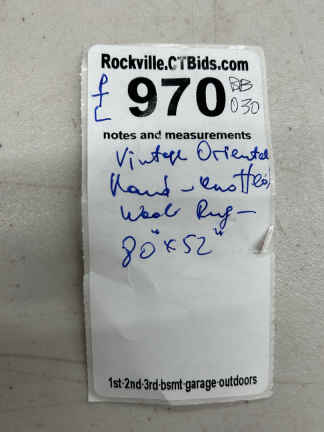 Rockville.CTBids.com
P/L 970 BB 030
notes and measurements
Vintage Oriental
Hand-knotted
Wool Rug-
80"x52"
1st·2nd·3rd·bsmt·garage·outdoors